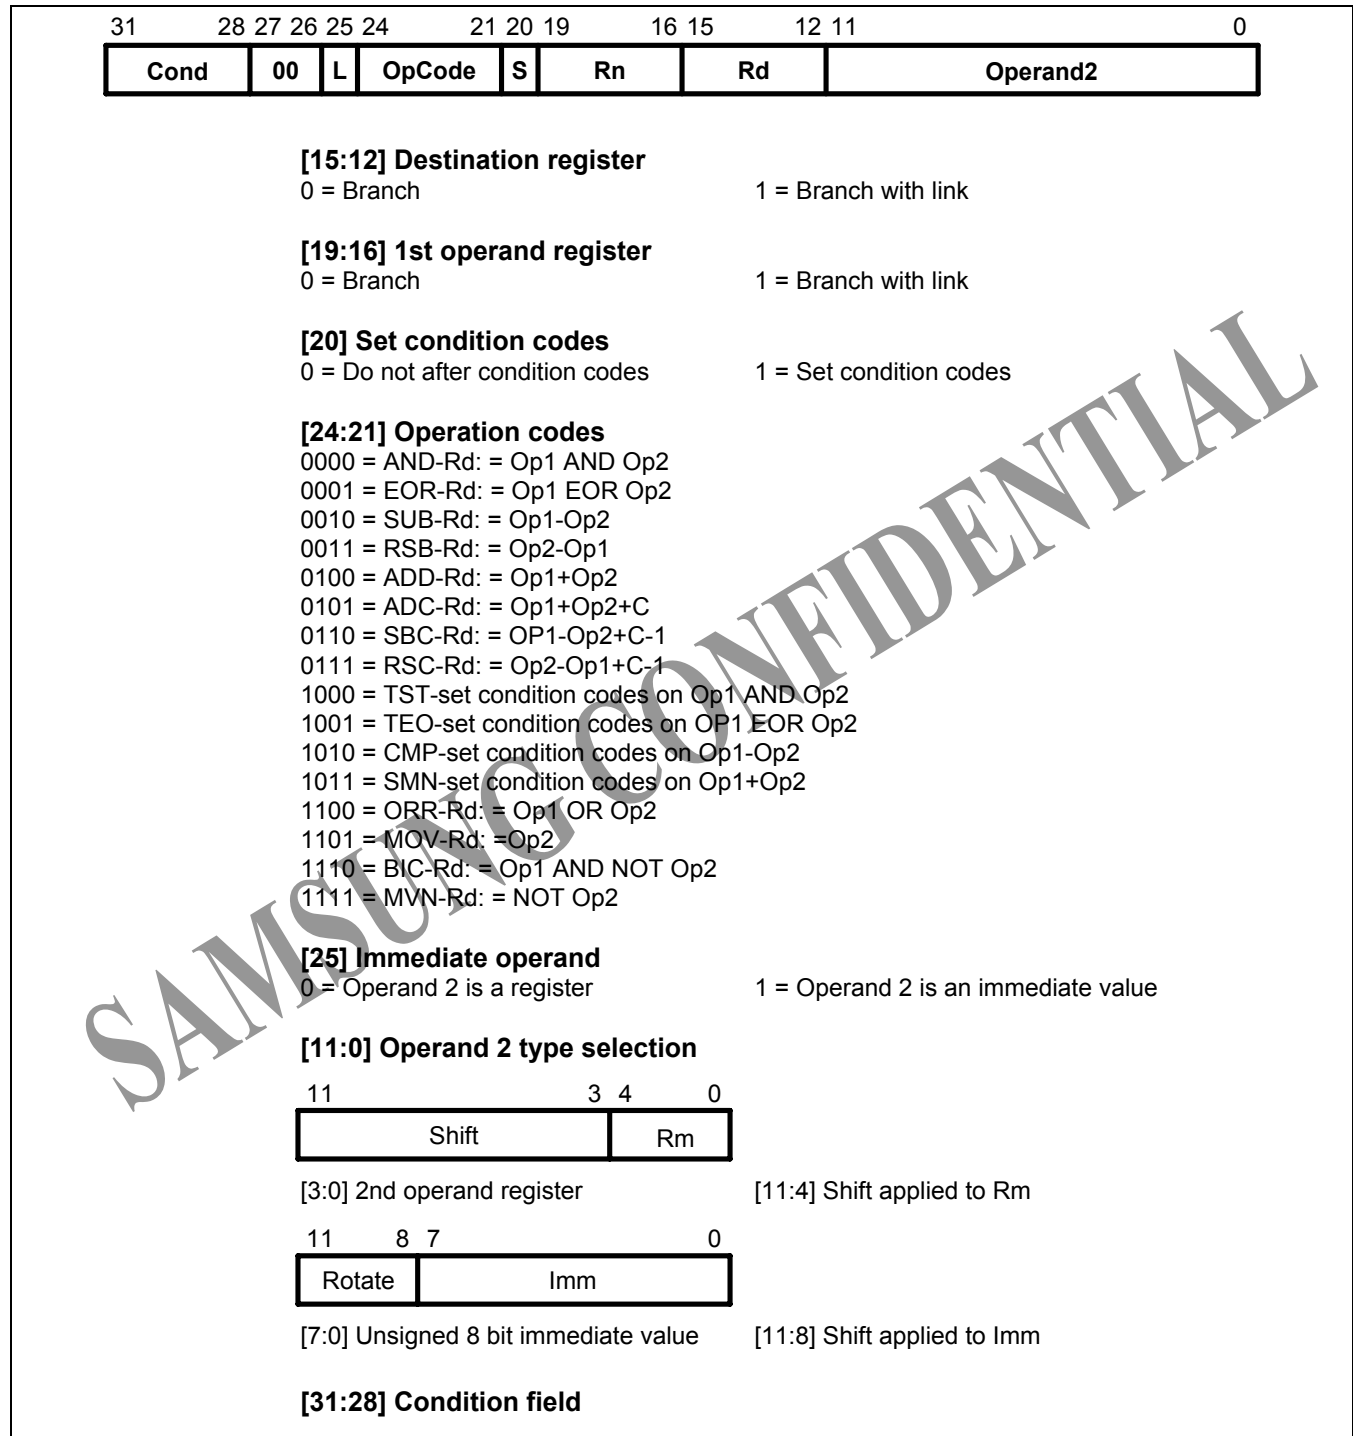 31 28 27 26 25 24 21 20 19 16 15 12 11 0
Cond 00 L OpCode S Rn Rd Operand2
[15:12] Destination register
0 = Branch 1 = Branch with link
[19:16] 1st operand register
0 = Branch 1 = Branch with link
[20] Set condition codes
0 = Do not after condition codes 1 = Set condition codes
[24:21] Operation codes
0000 = AND-Rd: = Op1 AND Op2
0001 = EOR-Rd: = Op1 EOR Op2
0010 = SUB-Rd: = Op1-Op2
0011 = RSB-Rd: = Op2-Op1
0100 = ADD-Rd: = Op1+Op2
0101 = ADC-Rd: = Op1+Op2+C
0110 = SBC-Rd: = OP1-Op2+C-1
0111 = RSC-Rd: = Op2-Op1+C-1
1000 = TST-set condition codes on Op1 AND Op2
1001 = TEO-set condition codes on OP1 EOR Op2
1010 = CMP-set condition codes on Op1-Op2
1011 = SMN-set condition codes on Op1+Op2
1100 = ORR-Rd: = Op1 OR Op2
1101 = MOV-Rd: =Op2
1110 = BIC-Rd: = Op1 AND NOT Op2
1111 = MVN-Rd: = NOT Op2
[25] Immediate operand
0 = Operand 2 is a register 1 = Operand 2 is an immediate value
[11:0] Operand 2 type selection
11 3 4 0
Shift Rm
[3:0] 2nd operand register [11:4] Shift applied to Rm
11 8 7 0
Rotate Imm
[7:0] Unsigned 8 bit immediate value [11:8] Shift applied to Imm
[31:28] Condition field
SAMSUNG CONFIDENTIAL